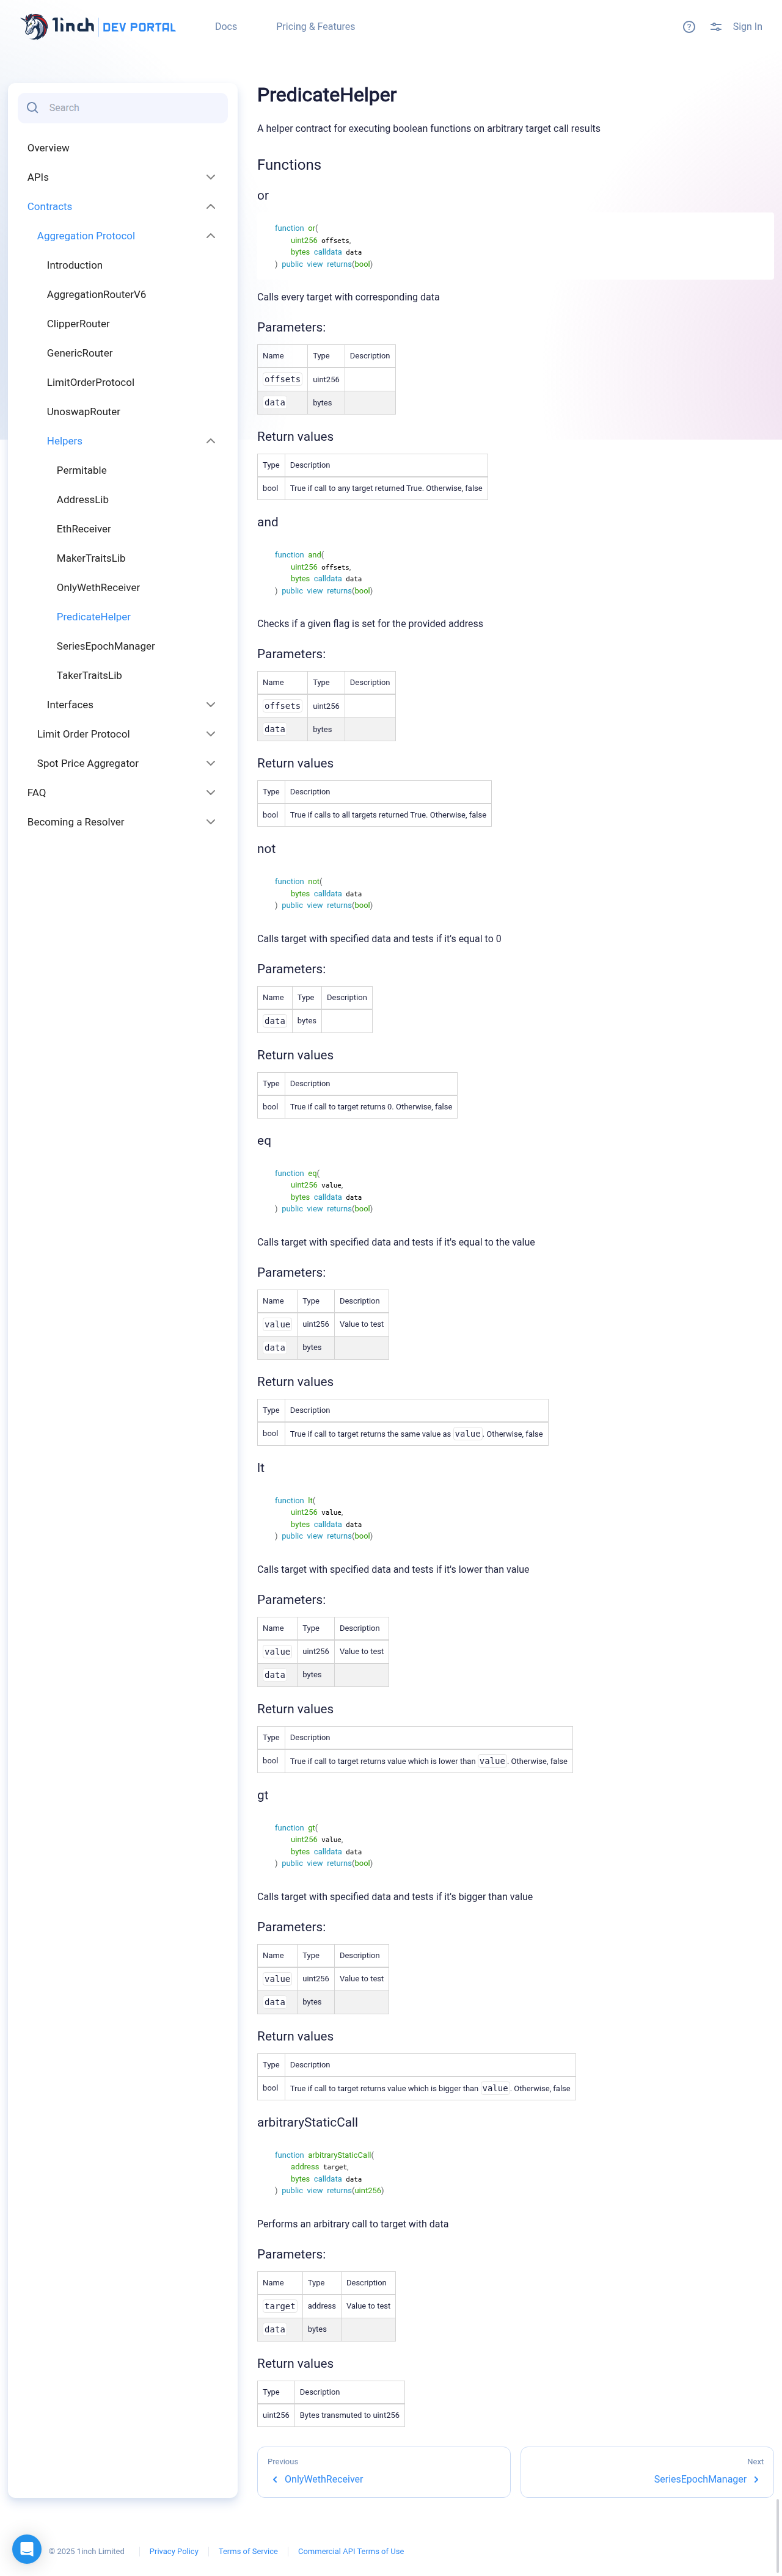 1inch DEV PORTAL
Docs
Pricing & Features
Sign In
Search
Overview
APIs
Contracts
Aggregation Protocol
Introduction
AggregationRouterV6
ClipperRouter
GenericRouter
LimitOrderProtocol
UnoswapRouter
Helpers
Permitable
AddressLib
EthReceiver
MakerTraitsLib
OnlyWethReceiver
PredicateHelper
SeriesEpochManager
TakerTraitsLib
Interfaces
Limit Order Protocol
Spot Price Aggregator
FAQ
Becoming a Resolver
PredicateHelper
A helper contract for executing boolean functions on arbitrary target call results
Functions
or
function or(
uint256 offsets,
bytes calldata data
) public view returns(bool)
Calls every target with corresponding data
Parameters:
Name Type Description
offsets uint256
data bytes
Return values
Type Description
bool True if call to any target returned True. Otherwise, false
and
function and(
uint256 offsets,
bytes calldata data
) public view returns(bool)
Checks if a given flag is set for the provided address
Parameters:
Name Type Description
offsets uint256
data bytes
Return values
Type Description
bool True if calls to all targets returned True. Otherwise, false
not
function not(
bytes calldata data
) public view returns(bool)
Calls target with specified data and tests if it's equal to 0
Parameters:
Name Type Description
data bytes
Return values
Type Description
bool True if call to target returns 0. Otherwise, false
eq
function eq(
uint256 value,
bytes calldata data
) public view returns(bool)
Calls target with specified data and tests if it's equal to the value
Parameters:
Name Type Description
value uint256 Value to test
data bytes
Return values
Type Description
bool True if call to target returns the same value as value. Otherwise, false
lt
function lt(
uint256 value,
bytes calldata data
) public view returns(bool)
Calls target with specified data and tests if it's lower than value
Parameters:
Name Type Description
value uint256 Value to test
data bytes
Return values
Type Description
bool True if call to target returns value which is lower than value. Otherwise, false
gt
function gt(
uint256 value,
bytes calldata data
) public view returns(bool)
Calls target with specified data and tests if it's bigger than value
Parameters:
Name Type Description
value uint256 Value to test
data bytes
Return values
Type Description
bool True if call to target returns value which is bigger than value. Otherwise, false
arbitraryStaticCall
function arbitraryStaticCall(
address target,
bytes calldata data
) public view returns(uint256)
Performs an arbitrary call to target with data
Parameters:
Name Type Description
target address Value to test
data bytes
Return values
Type Description
uint256 Bytes transmuted to uint256
Previous
OnlyWethReceiver
Next
SeriesEpochManager
© 2025 1inch Limited
Privacy Policy
Terms of Service
Commercial API Terms of Use